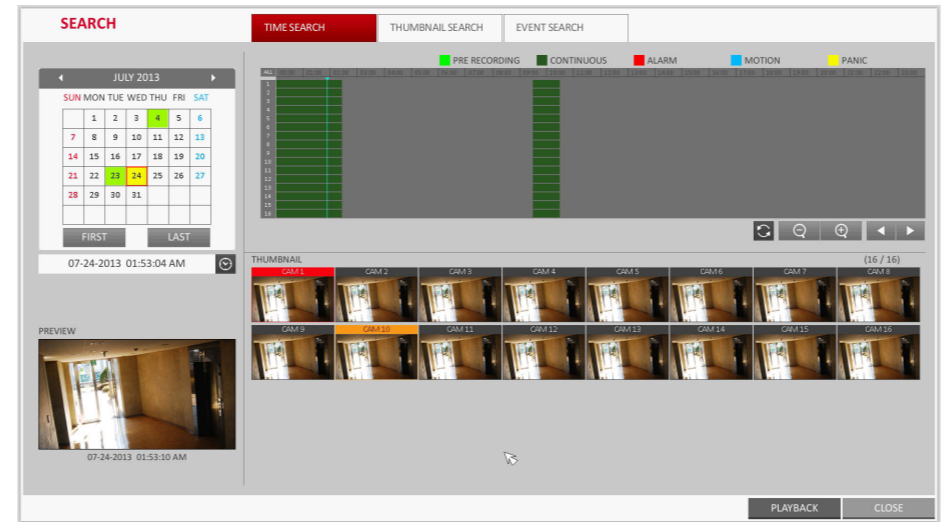 SEARCH
TIME SEARCH THUMBNAIL SEARCH EVENT SEARCH
PRE RECORDING CONTINUOUS ALARM MOTION PANIC
JULY 2013
SUN MON TUE WED THU FRI SAT
1 2 3 4 5 6
7 8 9 10 11 12 13
14 15 16 17 18 19 20
21 22 23 24 25 26 27
28 29 30 31
FIRST LAST
07-24-2013 01:53:04 AM
PREVIEW
07-24-2013 01:53:10 AM
ALL
1
2
3
4
5
6
7
8
9
10
11
12
13
14
15
16
THUMBNAIL (16 / 16)
CAM 1 CAM 2 CAM 3 CAM 4 CAM 5 CAM 6 CAM 7 CAM 8
CAM 9 CAM 10 CAM 11 CAM 12 CAM 13 CAM 14 CAM 15 CAM 16
PLAYBACK CLOSE